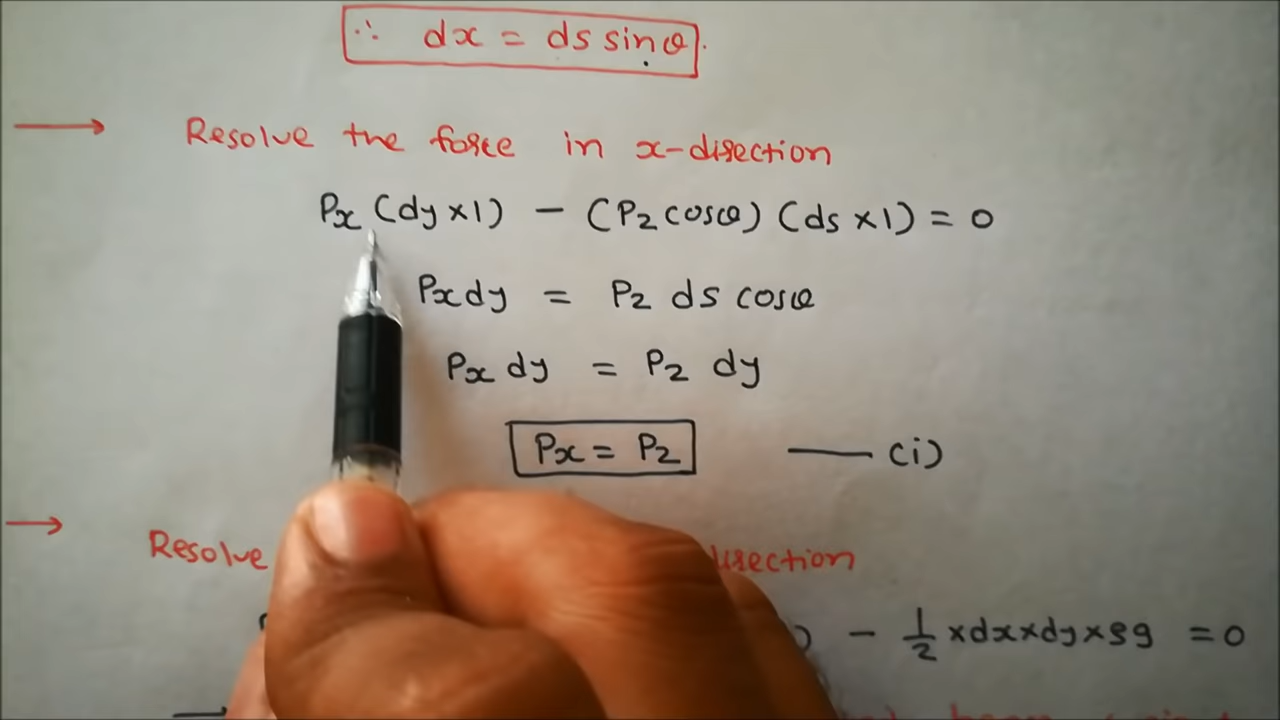 ∴ dx = ds sinθ.
→ Resolve the force in x-direction
Px (dy×1) − (P2 cosθ) (ds×1) = 0
Px dy = P2 ds cosθ
Px dy = P2 dy
Px = P2 —— (i)
→ Resolve direction
) − 1/2 ×dx×dy×ρg = 0